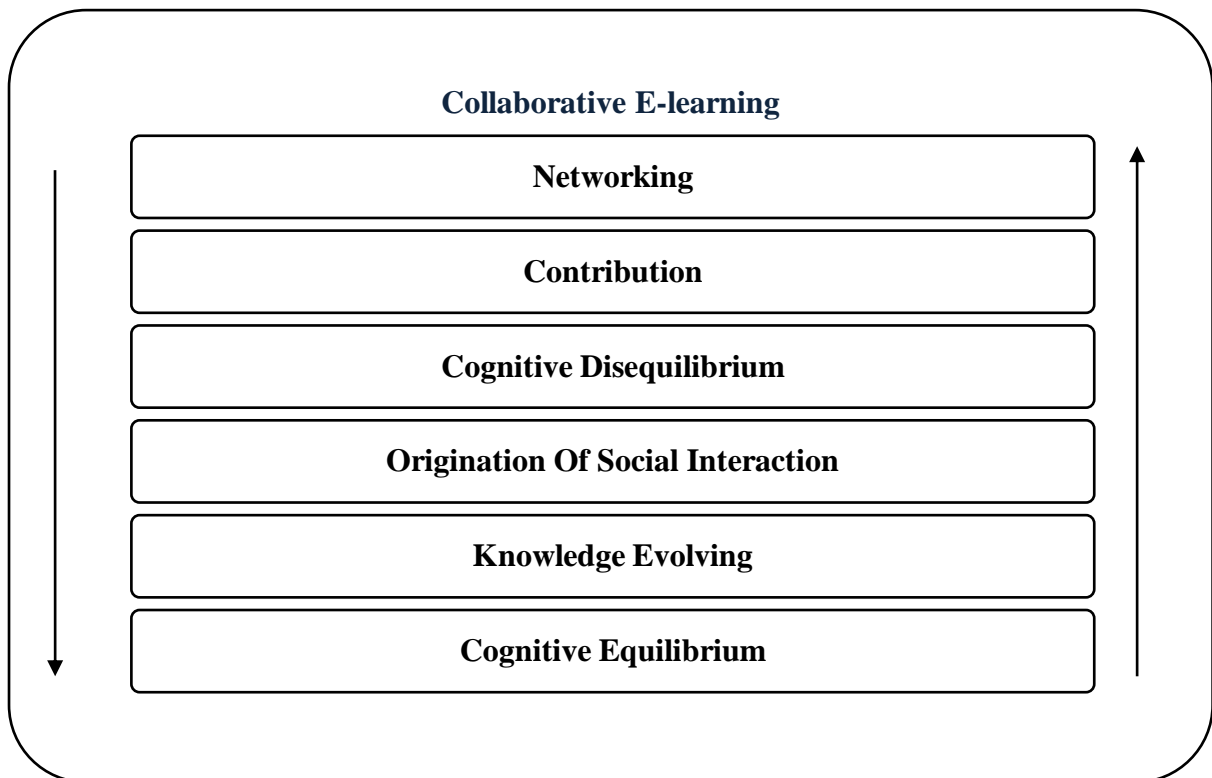 Collaborative E-learning
Networking
Contribution
Cognitive Disequilibrium
Origination Of Social Interaction
Knowledge Evolving
Cognitive Equilibrium